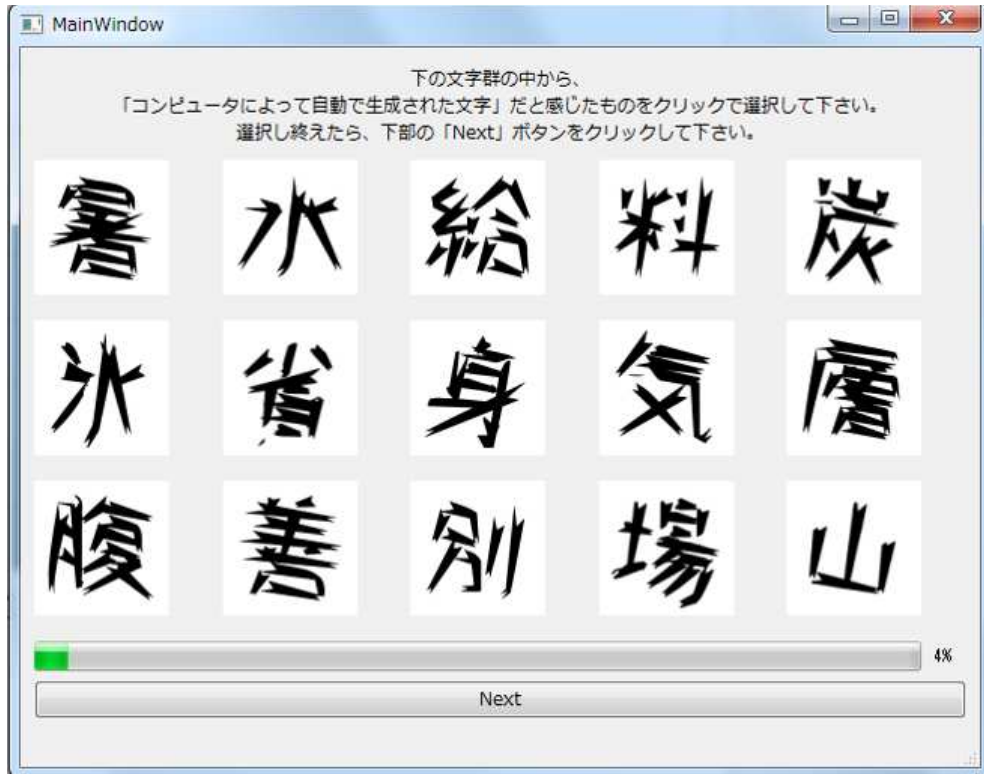 MainWindow
下の文字群の中から、
「コンピュータによって自動で生成された文字」だと感じたものをクリックで選択して下さい。
選択し終えたら、下部の「Next」ボタンをクリックして下さい。
暑 水 給 料 炭
氷 省 身 気 層
腹 善 別 場 山
4%
Next